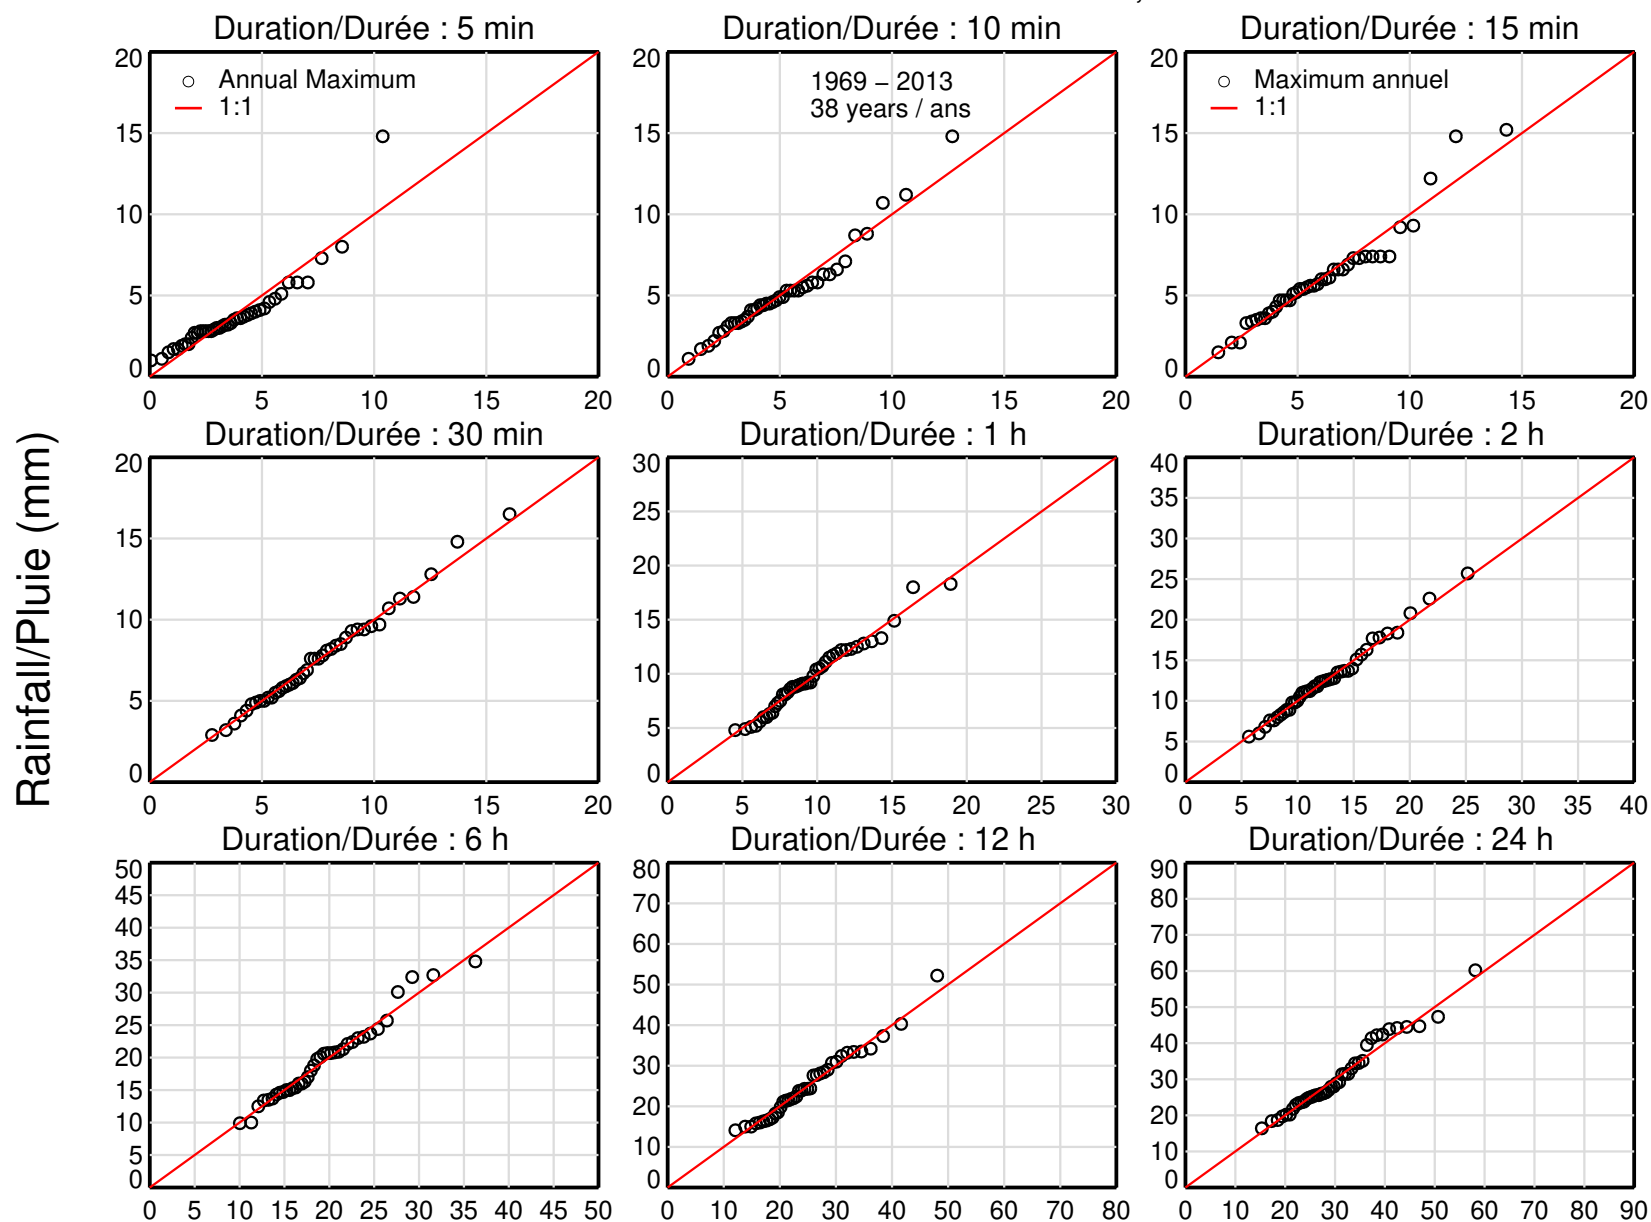 Duration/Durée : 5 min
20
15
10
5
0
0 5 10 15 20
Annual Maximum
1:1
Duration/Durée : 10 min
20
15
10
5
0
0 5 10 15 20
1969 – 2013
38 years / ans
Duration/Durée : 15 min
20
15
10
5
0
0 5 10 15 20
Maximum annuel
1:1
Rainfall/Pluie (mm)
Duration/Durée : 30 min
20
15
10
5
0
0 5 10 15 20
Duration/Durée : 1 h
30
25
20
15
10
5
0
0 5 10 15 20 25 30
Duration/Durée : 2 h
40
35
30
25
20
15
10
5
0
0 5 10 15 20 25 30 35 40
Duration/Durée : 6 h
50
45
40
35
30
25
20
15
10
5
0
0 5 10 15 20 25 30 35 40 45 50
Duration/Durée : 12 h
80
70
60
50
40
30
20
10
0
0 10 20 30 40 50 60 70 80
Duration/Durée : 24 h
90
80
70
60
50
40
30
20
10
0
0 10 20 30 40 50 60 70 80 90